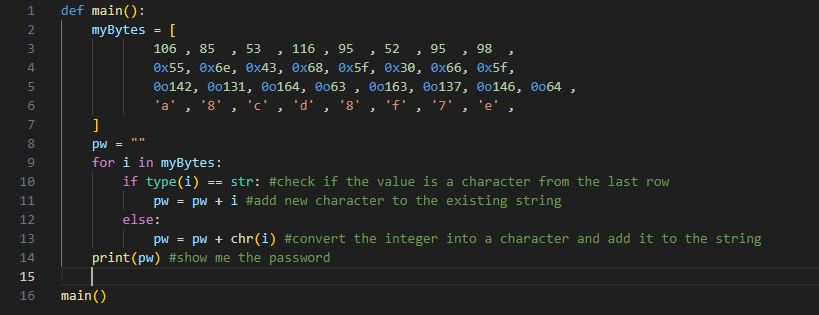 1 def main():
2     myBytes = [
3             106 , 85  , 53  , 116 , 95  , 52  , 95  , 98  ,
4             0x55, 0x6e, 0x43, 0x68, 0x5f, 0x30, 0x66, 0x5f,
5             0o142, 0o131, 0o164, 0o63 , 0o163, 0o137, 0o146, 0o64 ,
6             'a' , '8' , 'c' , 'd' , '8' , 'f' , '7' , 'e' ,
7     ]
8     pw = ""
9     for i in myBytes:
10         if type(i) == str: #check if the value is a character from the last row
11             pw = pw + i #add new character to the existing string
12         else:
13             pw = pw + chr(i) #convert the integer into a character and add it to the string
14     print(pw) #show me the password
15
16 main()